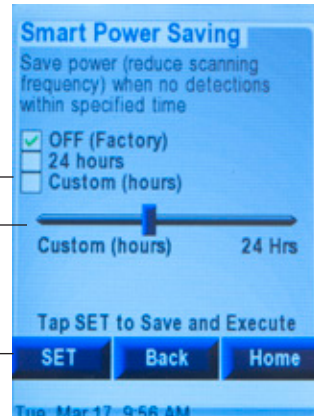 Smart Power Saving
Save power (reduce scanning
frequency) when no detections
within specified time
OFF (Factory)
24 hours
Custom (hours)
Custom (hours) 24 Hrs
Tap SET to Save and Execute
SET Back Home
Tue, Mar 17, 9:56 AM